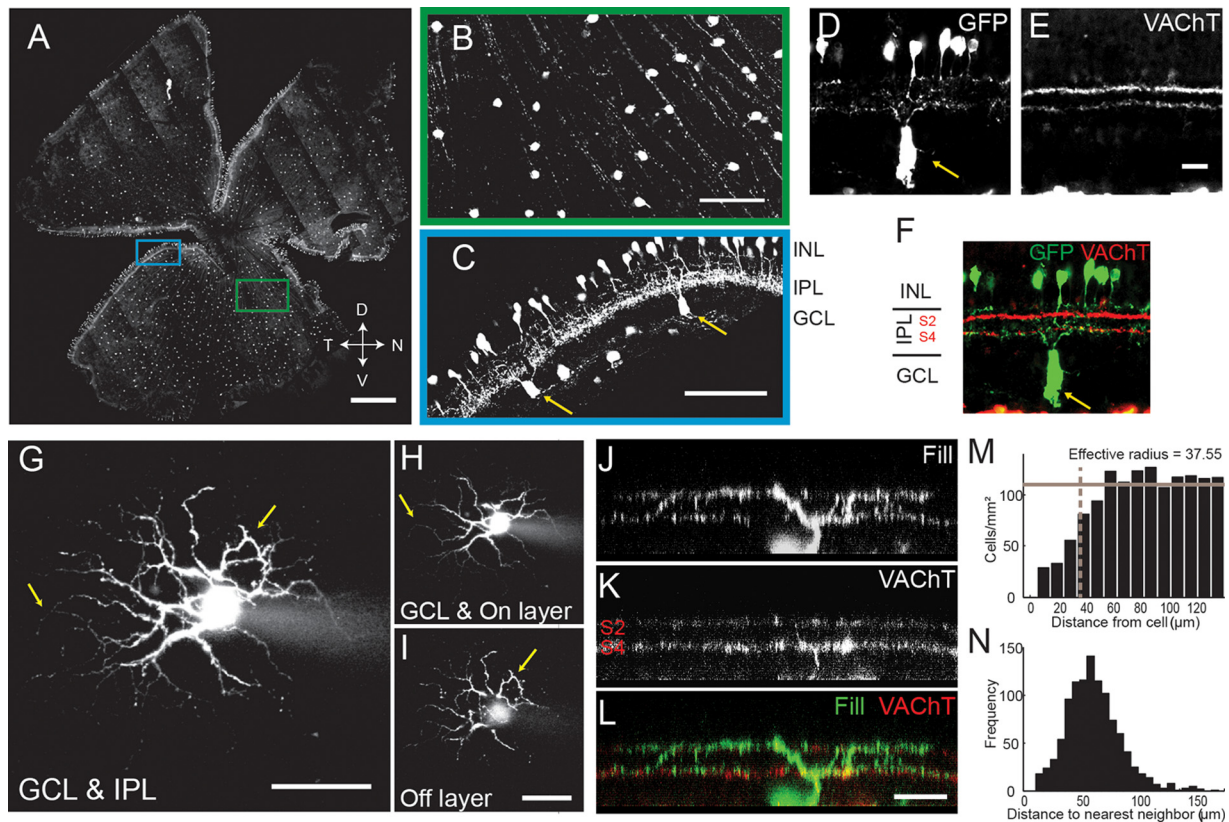 A
D
T N
V
B
C
INL
IPL
GCL
D GFP
E VAChT
F
GFP VAChT
INL
IPL
S2
S4
GCL
G
GCL & IPL
H
GCL & On layer
I
Off layer
J Fill
K VAChT
S2
S4
L Fill VAChT
M
Effective radius = 37.55
Cells/mm²
100
50
0
0 20 40 60 80 100 120
Distance from cell (µm)
N
Frequency
150
100
50
0
0 50 100 150
Distance to nearest neighbor (µm)